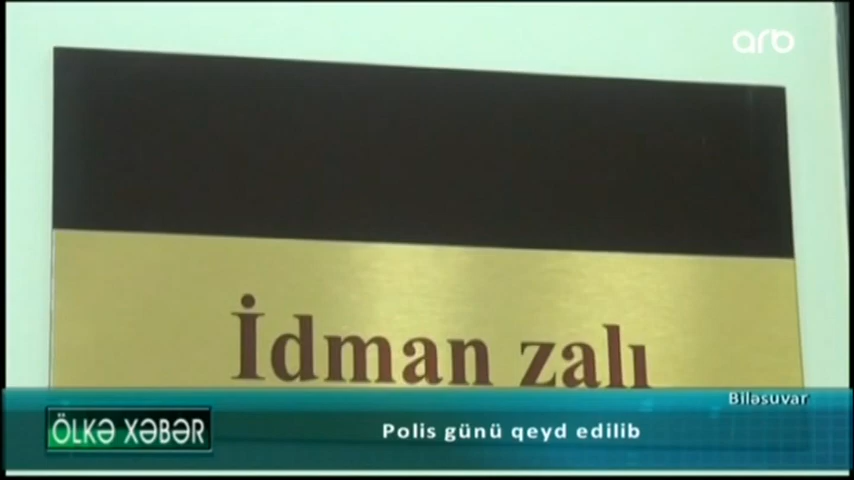 arb
İdman zalı
Biləsuvar
ÖLKƏ XƏBƏR
Polis günü qeyd edilib